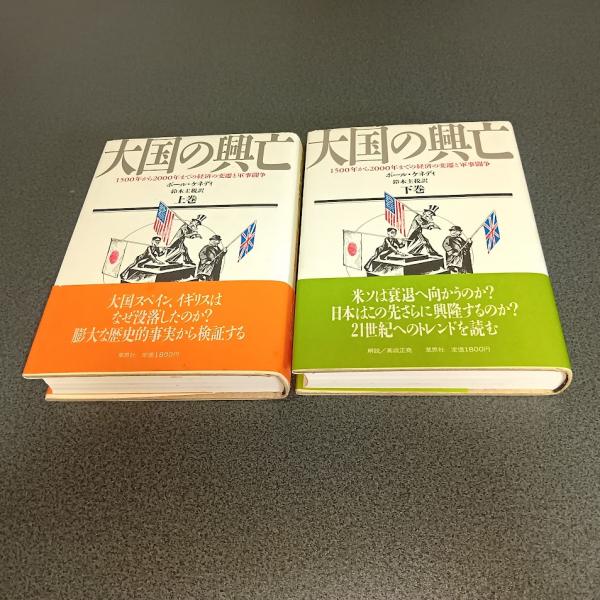 大国の興亡
1500年から2000年までの経済の変遷と軍事闘争
ポール・ケネディ
鈴木主税訳
上巻
大国スペイン、イギリスは
なぜ没落したのか？
膨大な歴史的事実から検証する
草思社 定価1800円
大国の興亡
1500年から2000年までの経済の変遷と軍事闘争
ポール・ケネディ
鈴木主税訳
下巻
米ソは衰退へ向かうのか？
日本はこの先さらに興隆するのか？
21世紀へのトレンドを読む
解説／高坂正堯 草思社 定価1800円